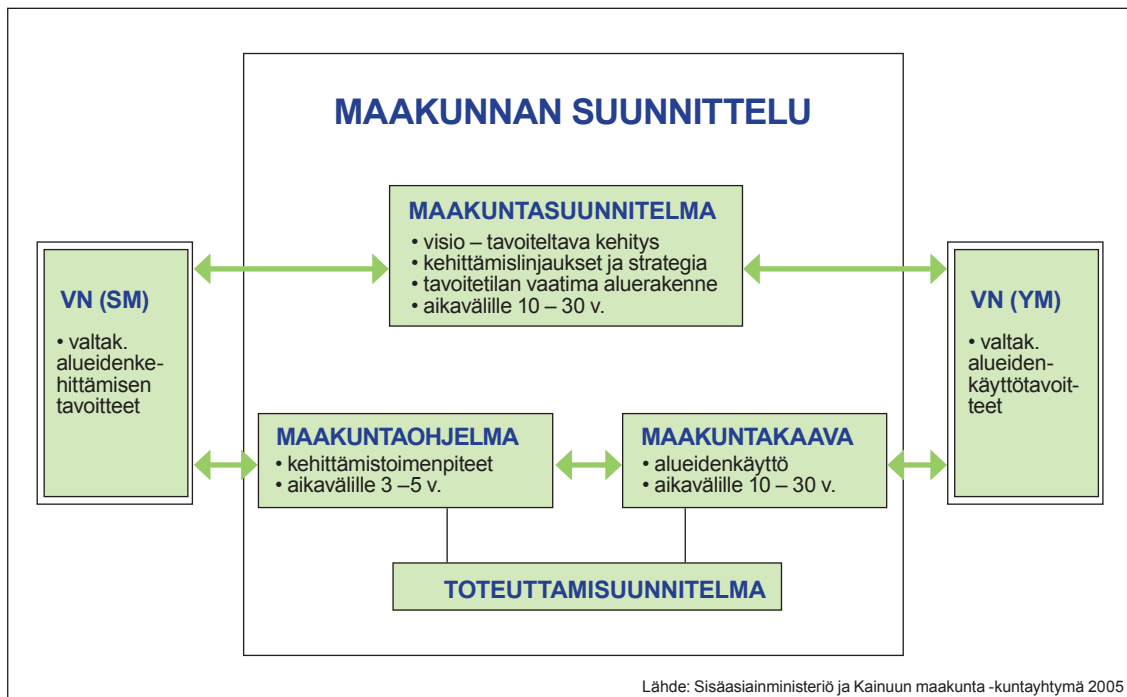 MAAKUNNAN SUUNNITTELU
MAAKUNTASUUNNITELMA
• visio – tavoiteltava kehitys
• kehittämislinjaukset ja strategia
• tavoitetilan vaatima aluerakenne
• aikavälille 10 – 30 v.
VN (SM)
• valtak.
alueidenke-
hittämisen
tavoitteet
VN (YM)
• valtak.
alueiden-
käyttötavoit-
teet
MAAKUNTAOHJELMA
• kehittämistoimenpiteet
• aikavälille 3 –5 v.
MAAKUNTAKAAVA
• alueidenkäyttö
• aikavälille 10 – 30 v.
TOTEUTTAMISUUNNITELMA
Lähde: Sisäasiainministeriö ja Kainuun maakunta -kuntayhtymä 2005